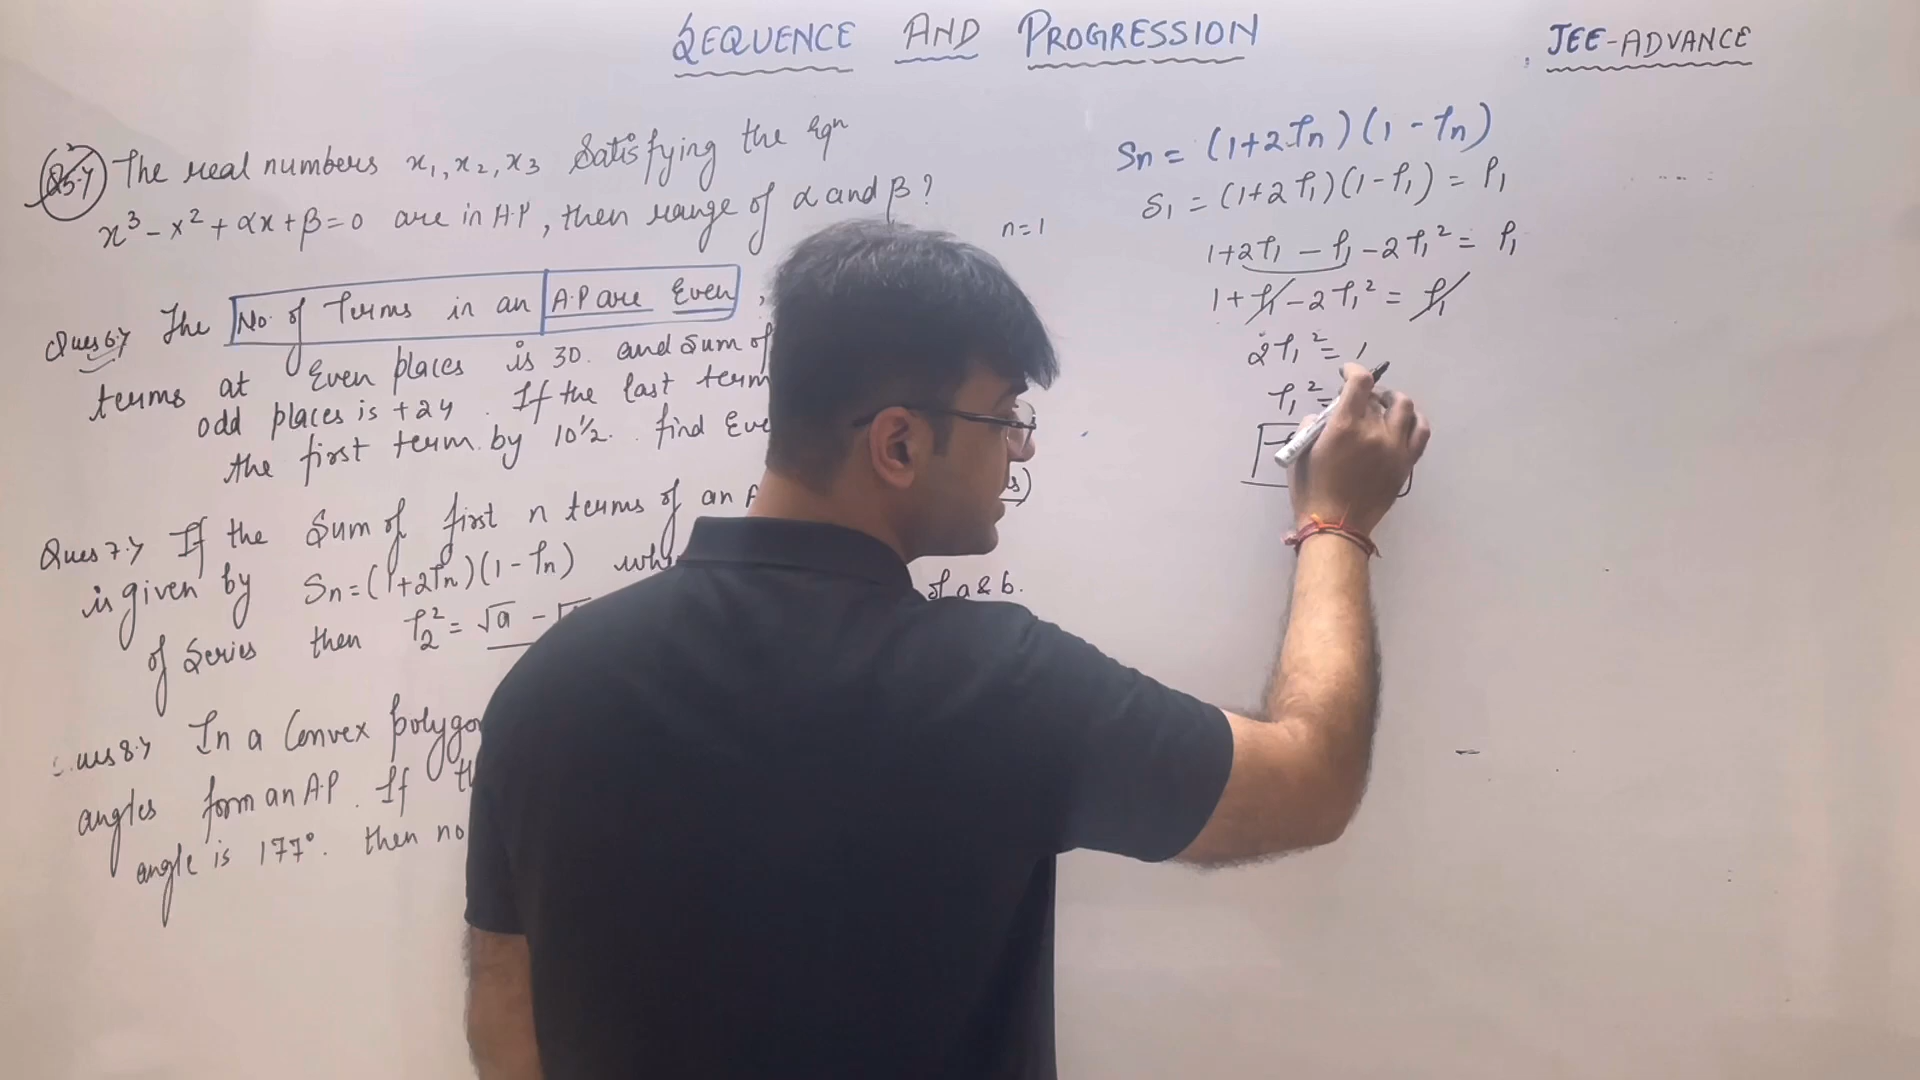 SEQUENCE AND PROGRESSION
JEE-ADVANCE
The real numbers x₁, x₂, x₃ Satisfying the Eqn
x³ - x² + αx + β = 0 are in A.P, then range of α and β?
Ques 6.> The No. of Terms in an A.P are Even,
terms at Even places is 30. and Sum of
odd places is +24. If the last term
the first term by 10 1/2. find
Ques 7.> If the Sum of first n terms of an
is given by Sn = (1+2Tn)(1-Tn)
of Series then T₂² = √a -
of a & b.
8.> In a Convex polygon
angles form an A.P. If
angle is 177°. then no
n=1
Sn = (1+2Tn)(1-Tn)
S₁ = (1+2T₁)(1-T₁) = T₁
1+2T₁ - T₁ - 2T₁² = T₁
1 + T₁ - 2T₁² = T₁
2T₁² = 1
T₁² =